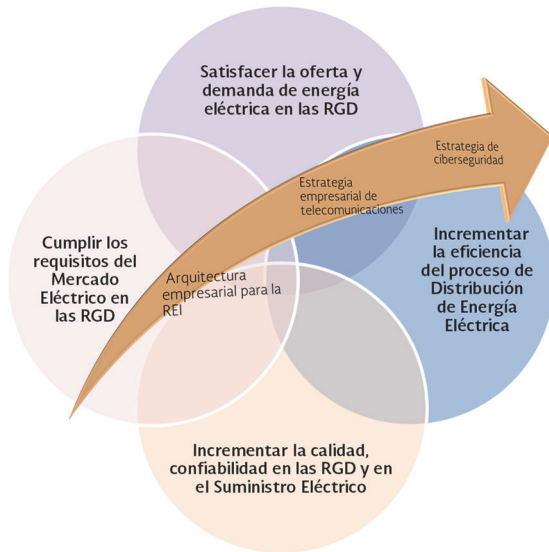 Satisfacer la oferta y
demanda de energía
eléctrica en las RGD
Estrategia de
ciberseguridad
Estrategia
empresarial de
telecomunicaciones
Cumplir los
requisitos del
Mercado
Eléctrico en
las RGD
Arquitectura
empresarial para la
REI
Incrementar
la eficiencia
del proceso de
Distribución
de Energía
Eléctrica
Incrementar la calidad,
confiabilidad en las RGD y en
el Suministro Eléctrico